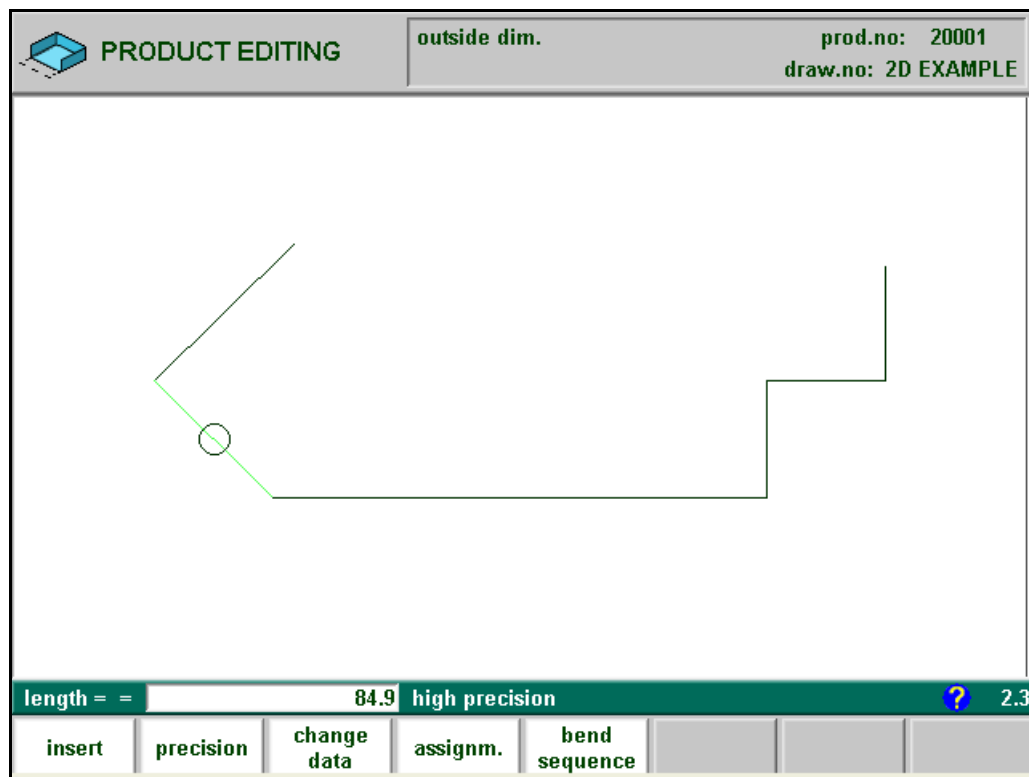 PRODUCT EDITING
outside dim.
prod.no: 20001
draw.no: 2D EXAMPLE
length = = 84.9 high precision ? 2.3
insert
precision
change
data
assignm.
bend
sequence